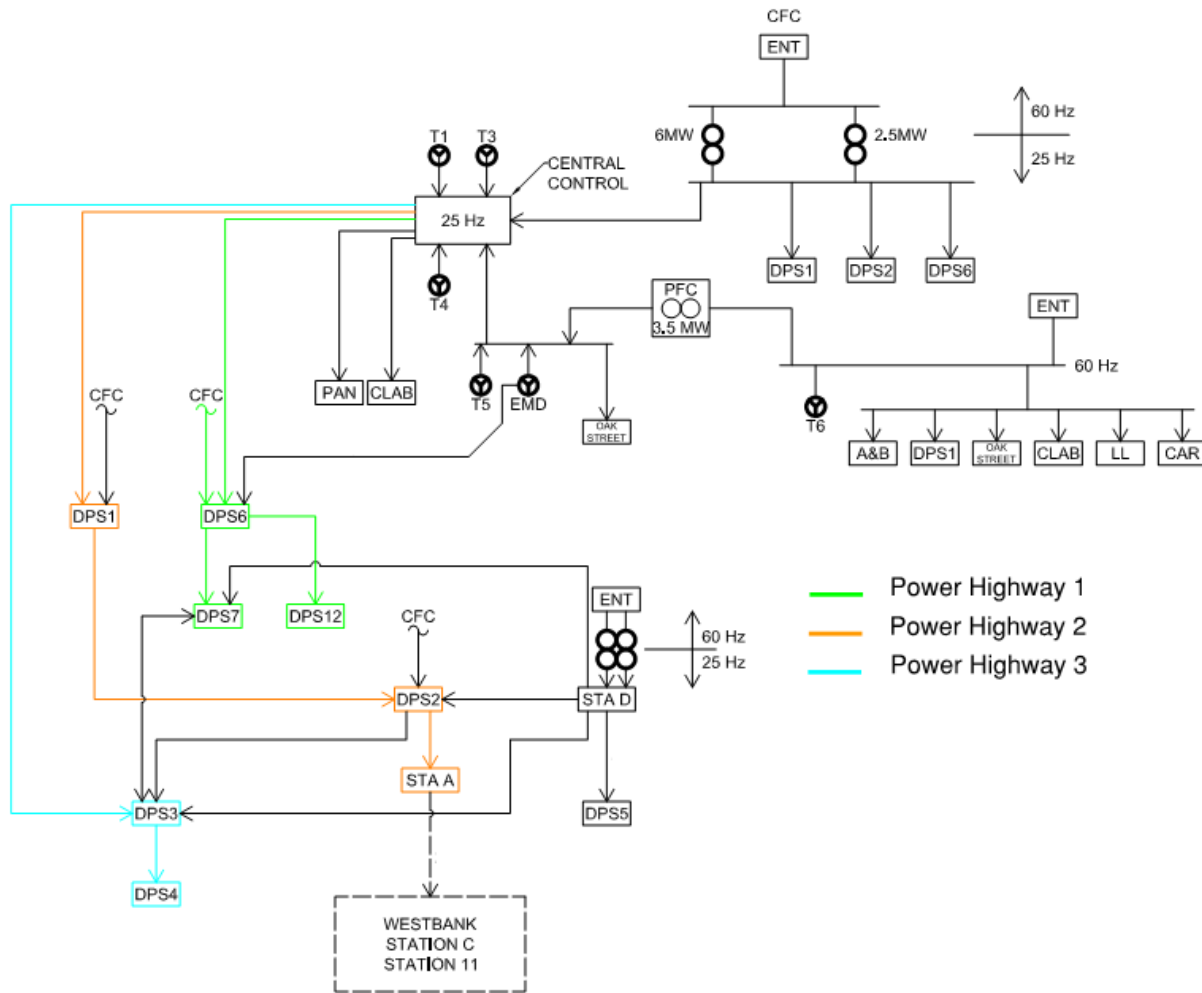 CFC
ENT
6MW
2.5MW
60 Hz
25 Hz
T1
T3
CENTRAL
CONTROL
25 Hz
DPS1
DPS2
DPS6
T4
PFC
3.5 MW
ENT
60 Hz
PAN
CLAB
T5
EMD
OAK
STREET
T6
A&B
DPS1
OAK
STREET
CLAB
LL
CAR
CFC
CFC
DPS1
DPS6
DPS7
DPS12
CFC
ENT
60 Hz
25 Hz
Power Highway 1
Power Highway 2
Power Highway 3
DPS2
STA D
STA A
DPS3
DPS5
DPS4
WESTBANK
STATION C
STATION 11